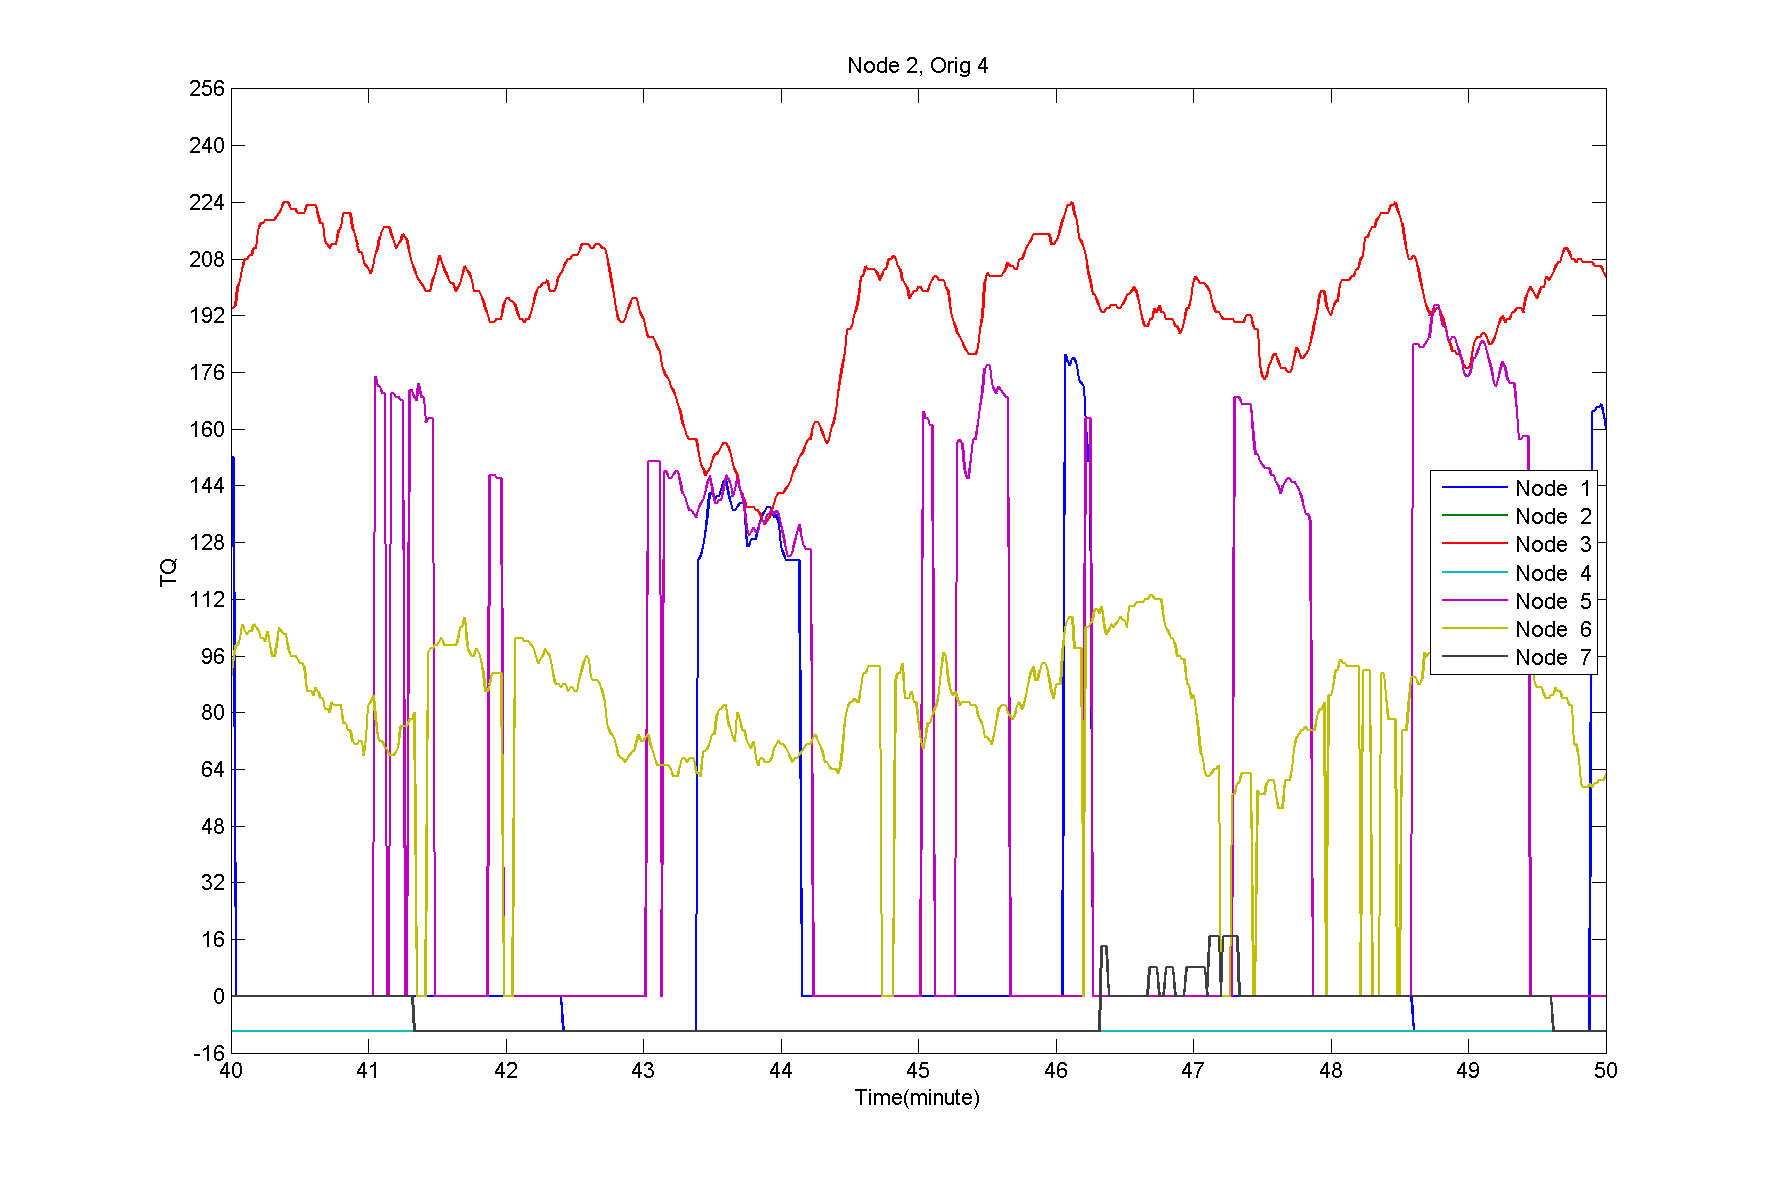 Node 2, Orig 4
256
240
224
208
192
176
160
144
128
112
96
80
64
48
32
16
0
-16
TQ
Node 1
Node 2
Node 3
Node 4
Node 5
Node 6
Node 7
40 41 42 43 44 45 46 47 48 49 50
Time(minute)